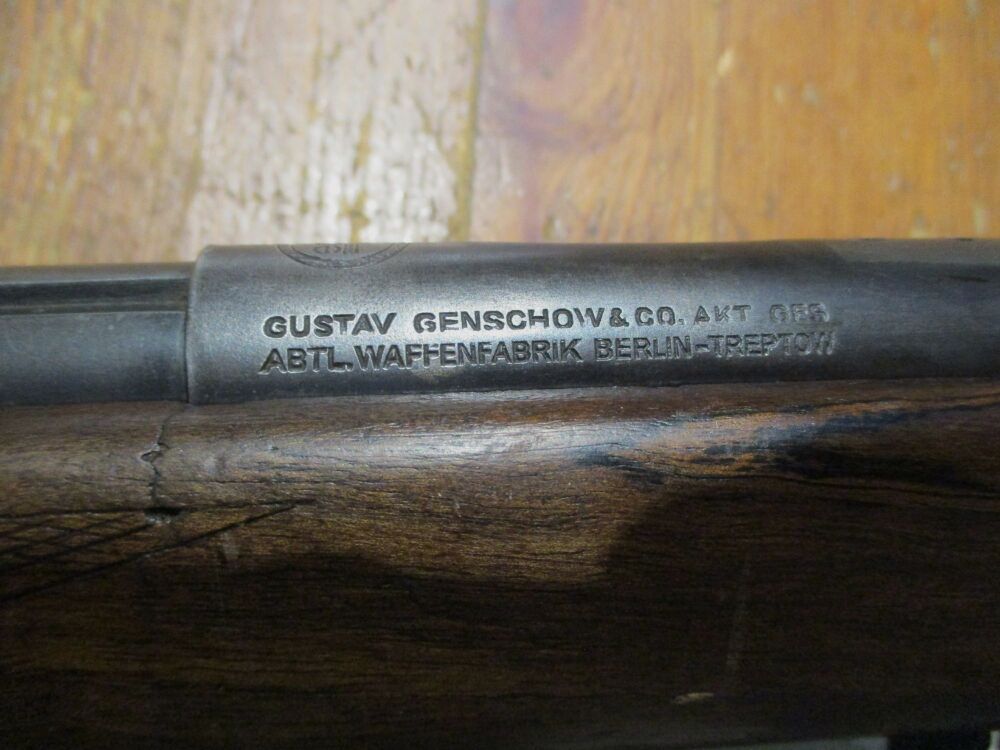 GUSTAV GENSCHOW & CO. AKT GES
ABTL. WAFFENFABRIK BERLIN-TREPTOW